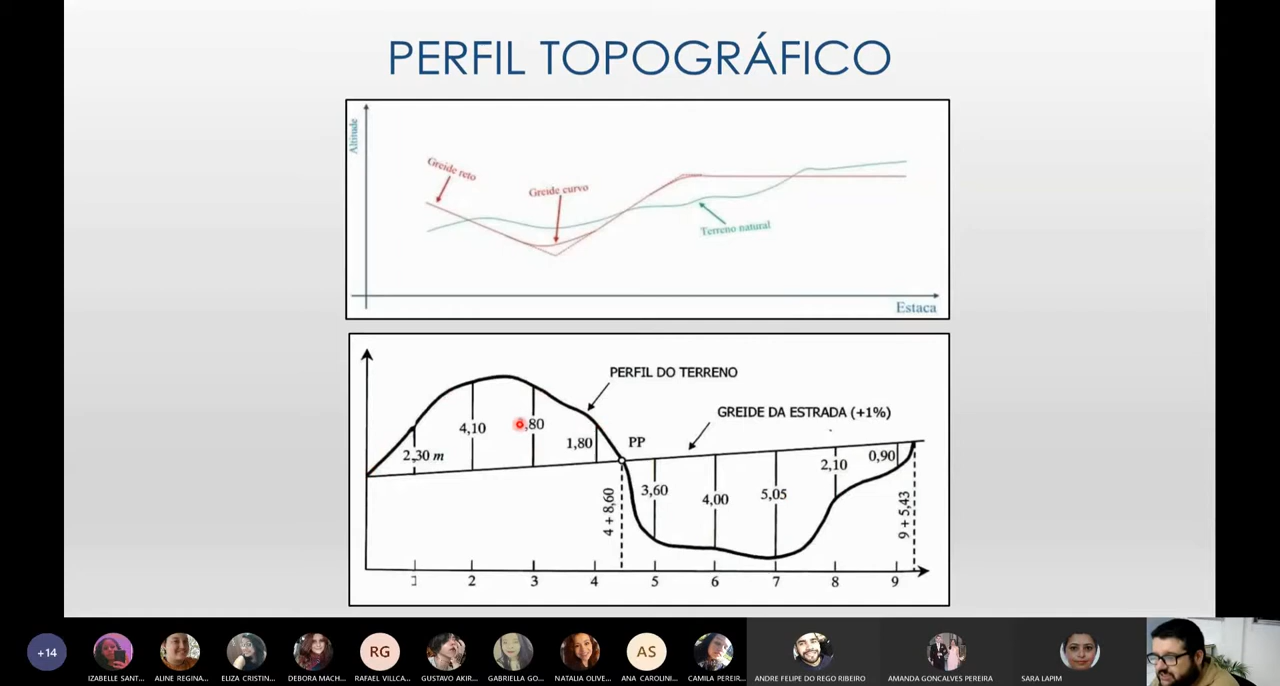 PERFIL TOPOGRÁFICO
Altitude
Greide reto
Greide curvo
Terreno natural
Estaca
PERFIL DO TERRENO
GREIDE DA ESTRADA (+1%)
2,30 m
4,10
,80
1,80
PP
4 + 8,60
3,60
4,00
5,05
2,10
0,90
9 + 5,43
1 2 3 4 5 6 7 8 9
+14
RG
AS
IZABELLE SANT...
ALINE REGINA...
ELIZA CRISTIN...
DEBORA MACH...
RAFAEL VILLCA...
GUSTAVO AKIR...
GABRIELLA GO...
NATALIA OLIVE...
ANA CAROLINI...
CAMILA PEREIR...
ANDRE FELIPE DO REGO RIBEIRO
AMANDA GONCALVES PEREIRA
SARA LAPIM